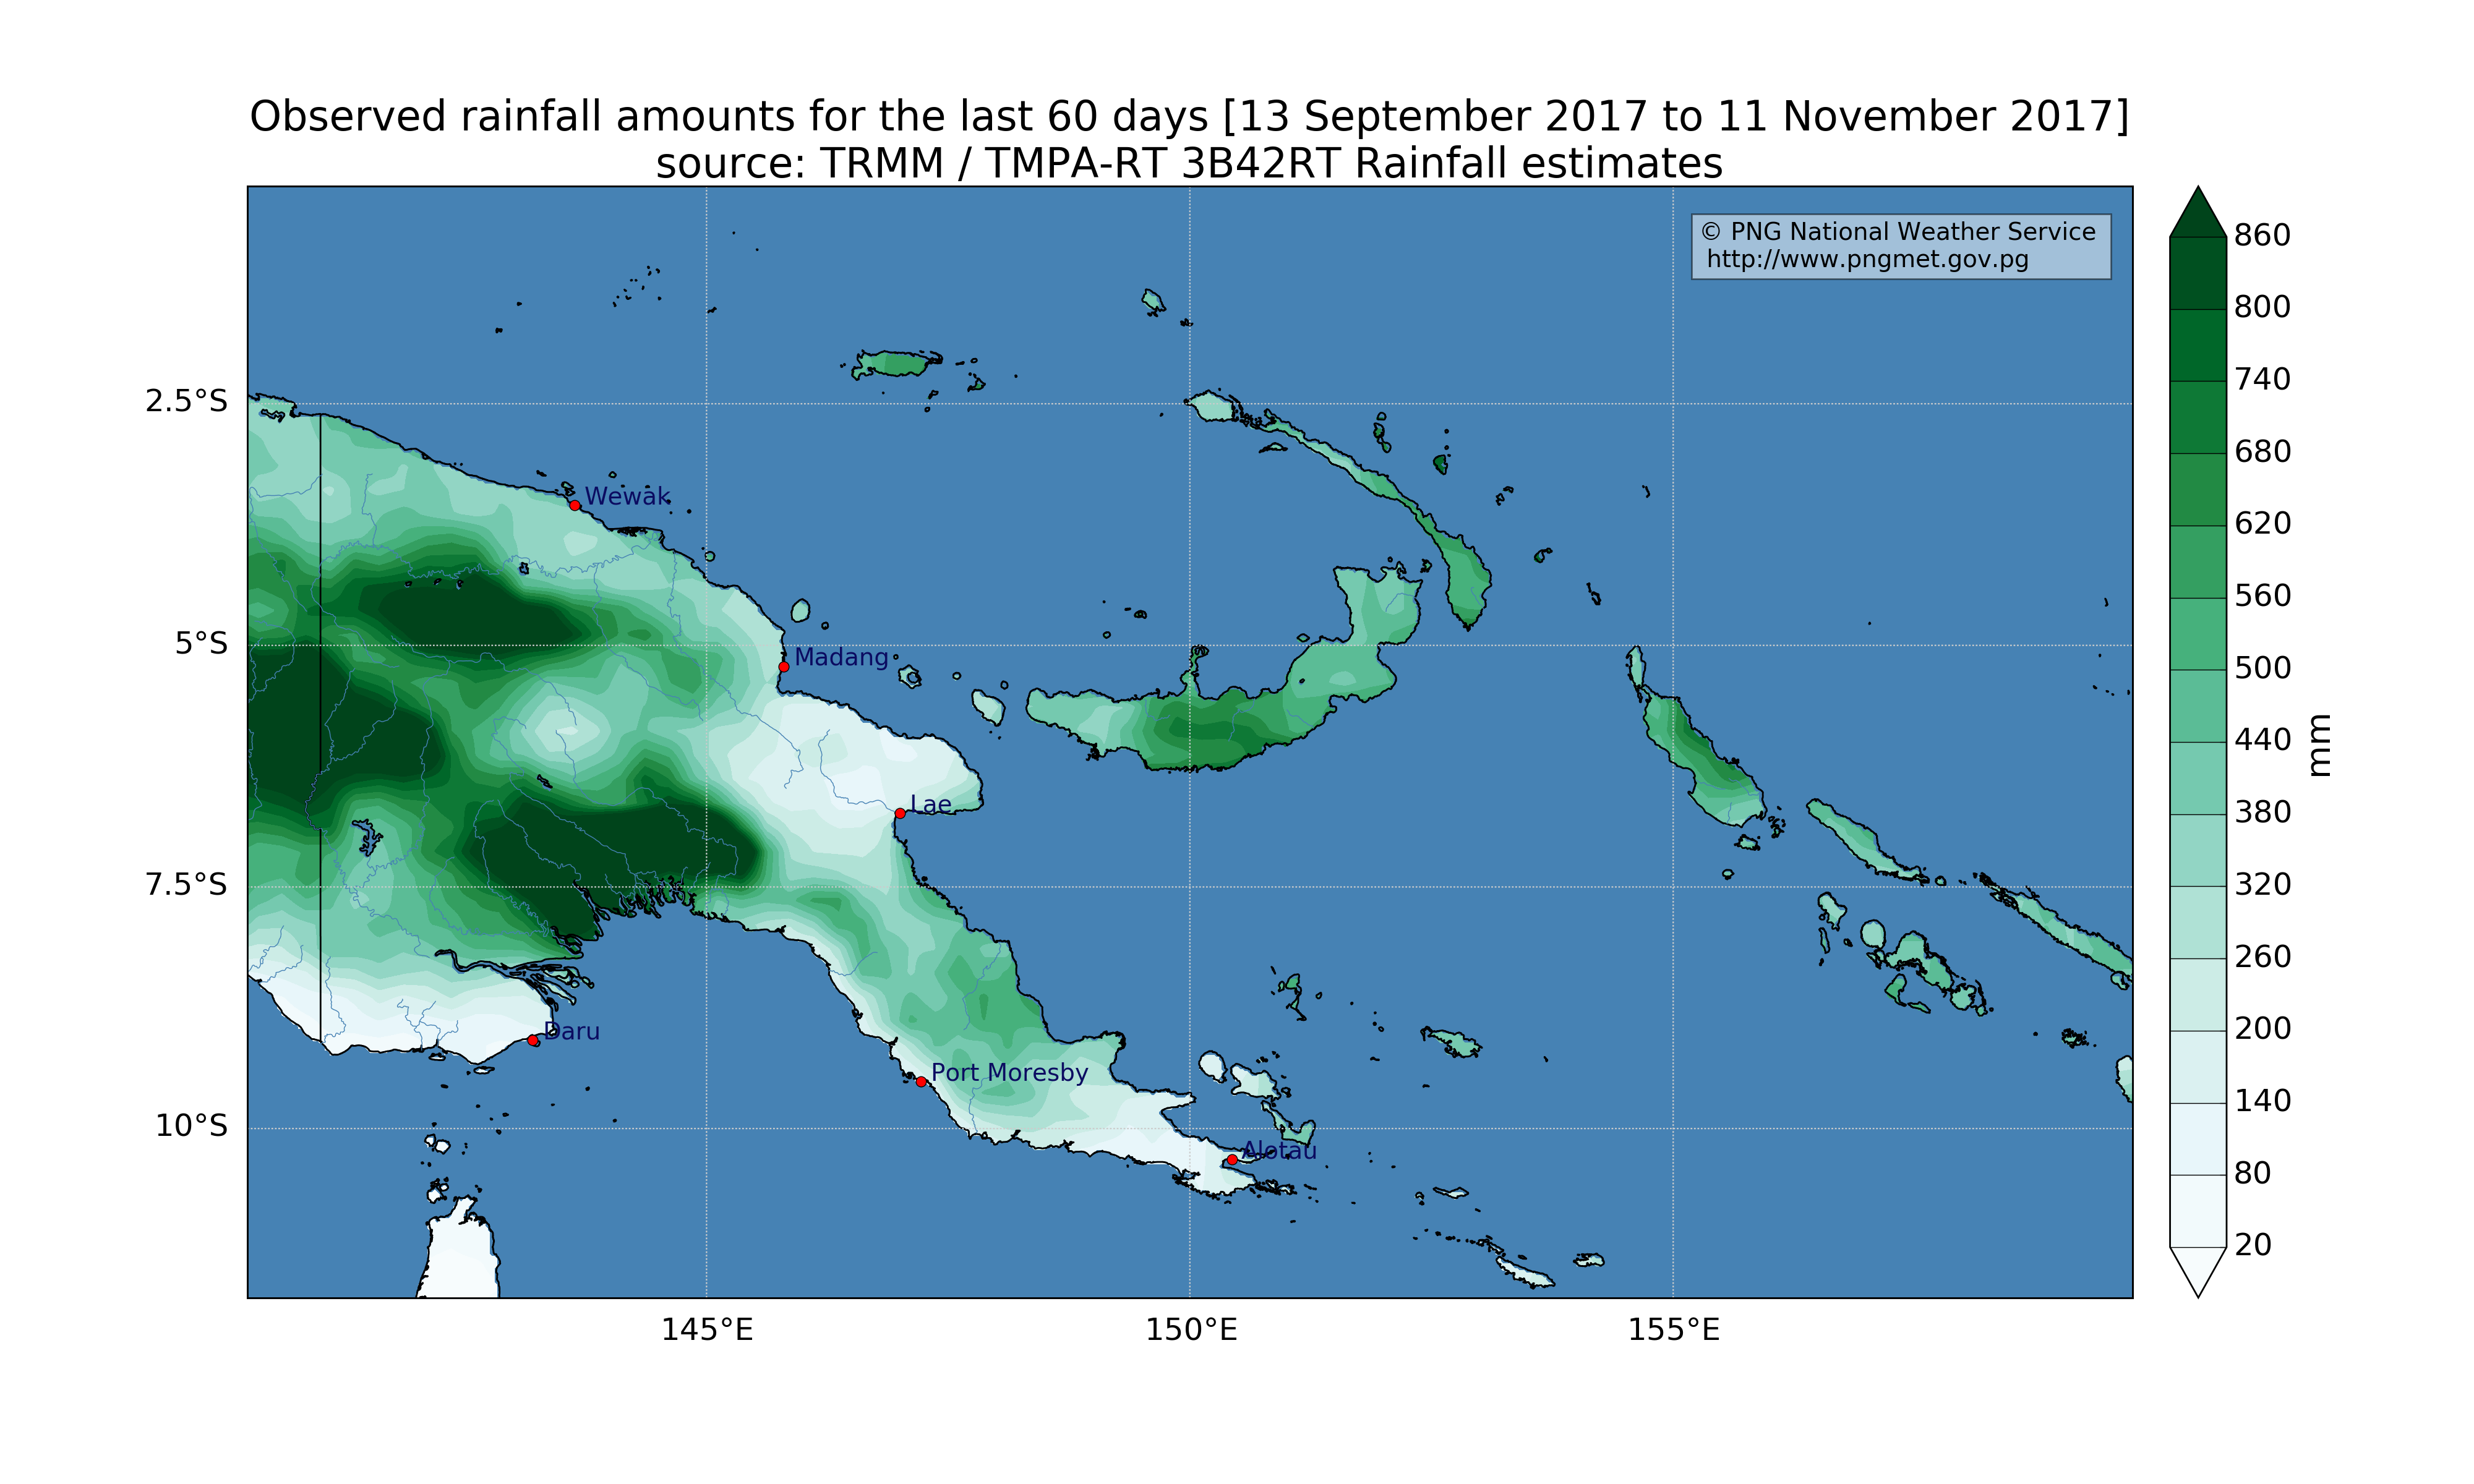 Observed rainfall amounts for the last 60 days [13 September 2017 to 11 November 2017]
source: TRMM / TMPA-RT 3B42RT Rainfall estimates
© PNG National Weather Service
http://www.pngmet.gov.pg
2.5°S
5°S
7.5°S
10°S
Wewak
Madang
Lae
Daru
Port Moresby
Alotau
145°E
150°E
155°E
860
800
740
680
620
560
500
440
380
320
260
200
140
80
20
mm